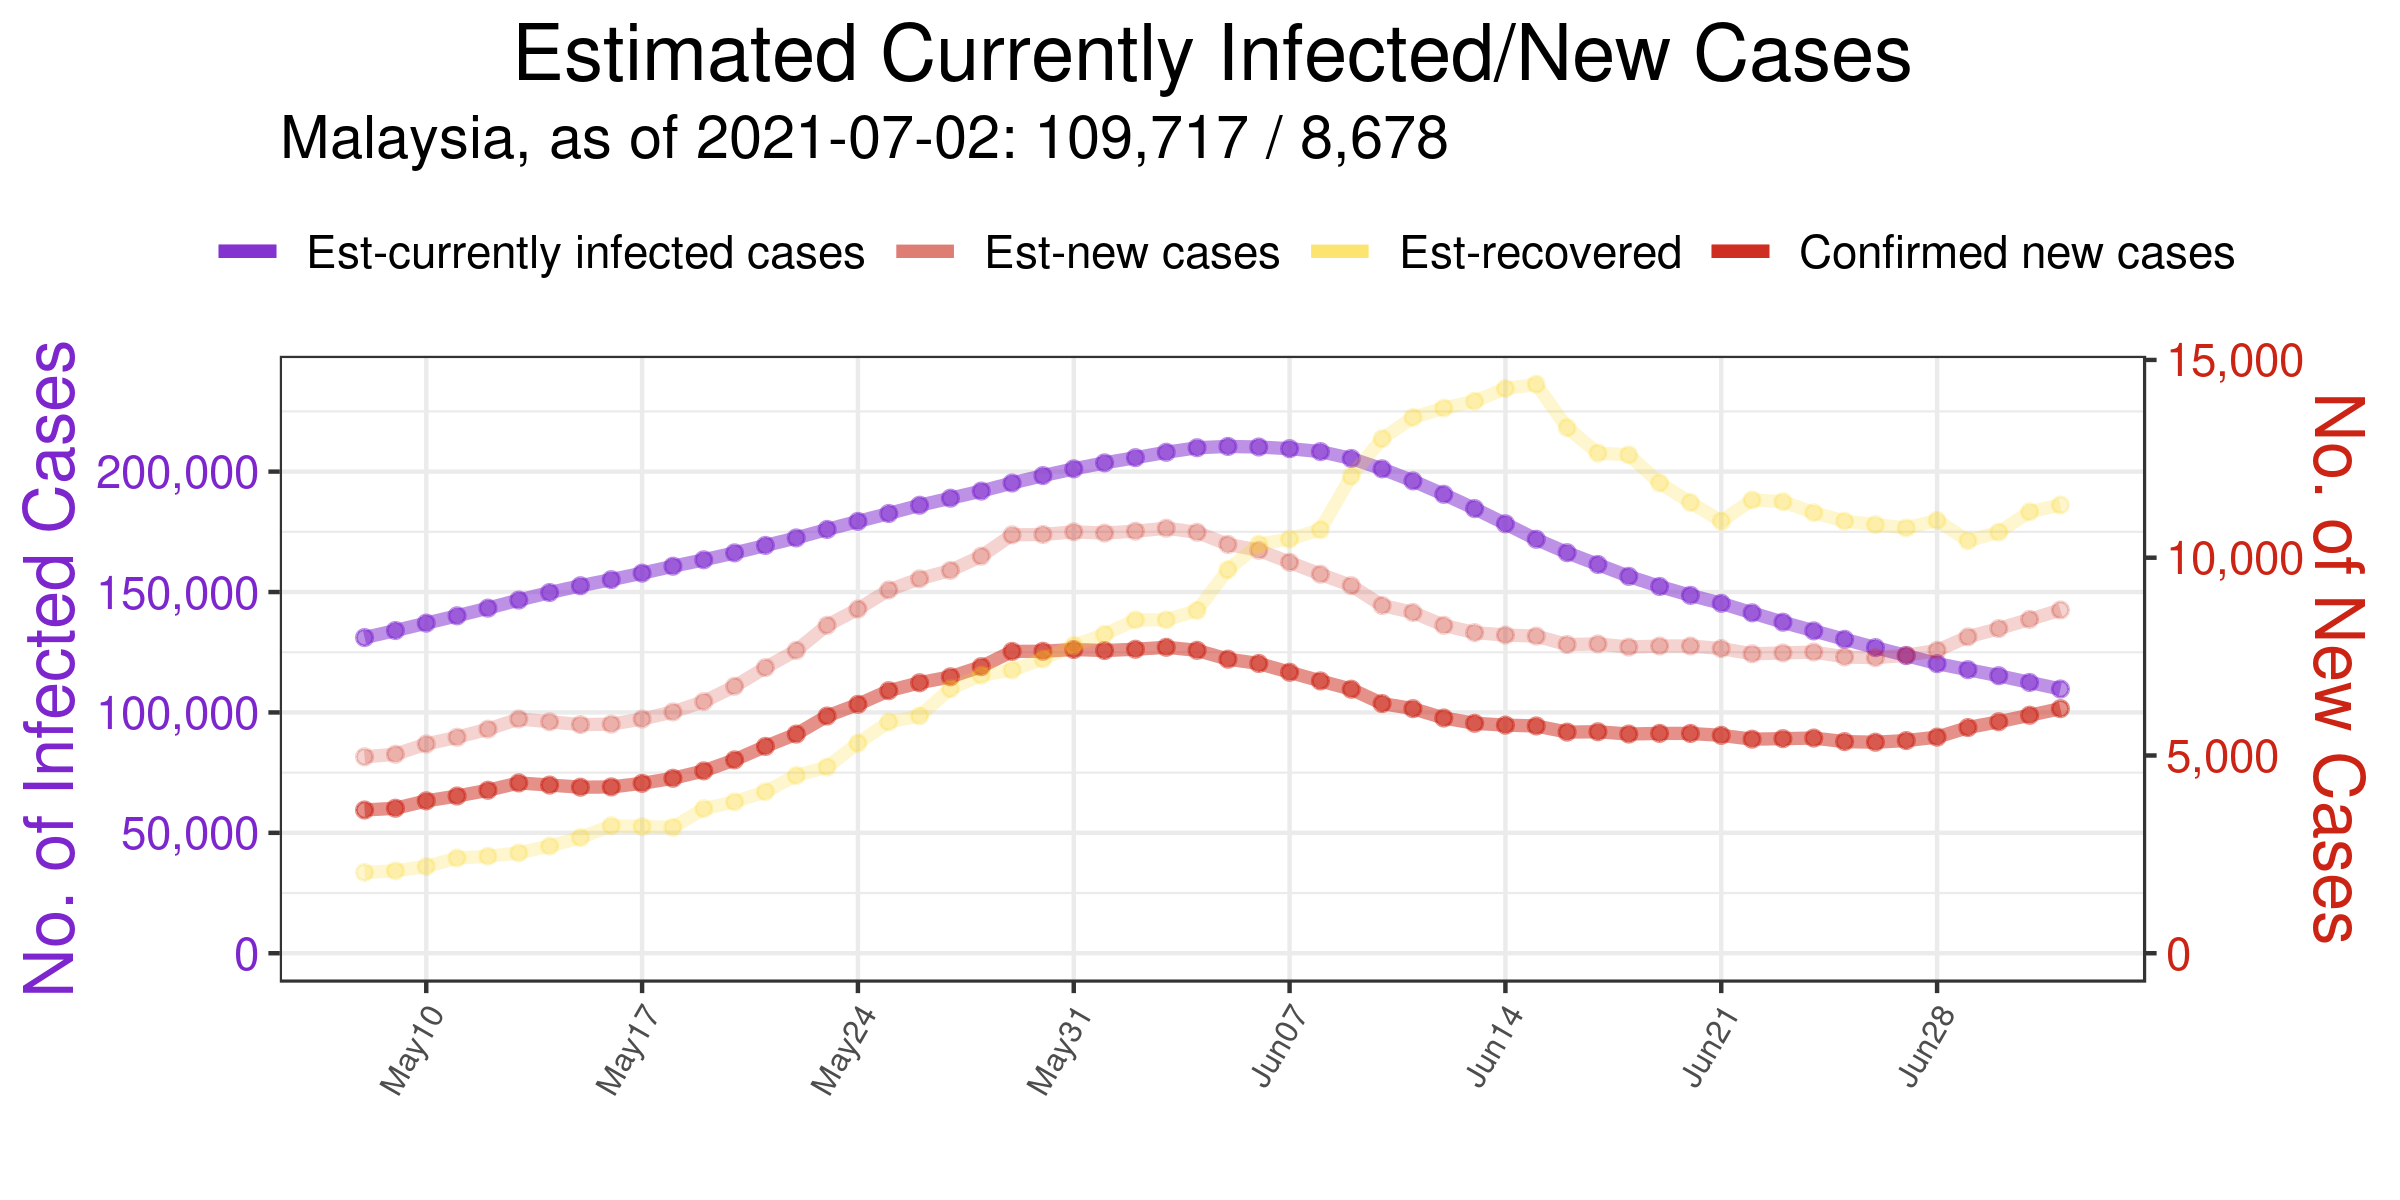 Estimated Currently Infected/New Cases
Malaysia, as of 2021-07-02: 109,717 / 8,678
Est-currently infected cases Est-new cases Est-recovered Confirmed new cases
No. of Infected Cases
200,000
150,000
100,000
50,000
0
15,000
10,000
5,000
0
No. of New Cases
May10 May17 May24 May31 Jun07 Jun14 Jun21 Jun28